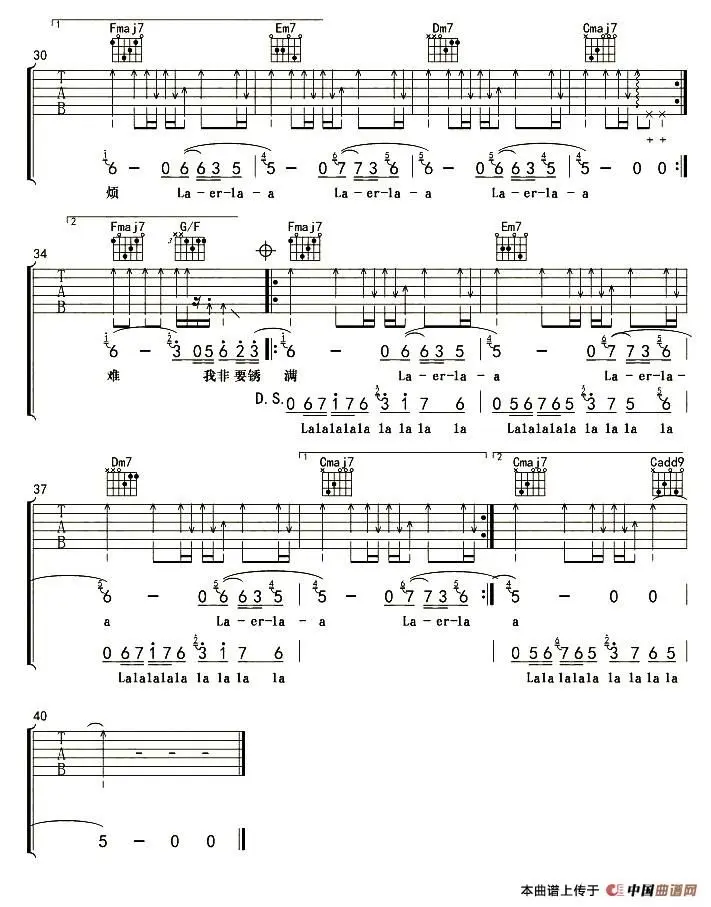 1
Fmaj7 Em7 Dm7 Cmaj7
30
TAB
6 - 0 6 6 3 5 5 - 0 7 7 3 6 6 - 0 6 6 3 5 5 - 0 0
烦 La-er-la-a La-er-la-a La-er-la-a
2
Fmaj7 G/F Fmaj7 Em7
34
TAB
6 - 3 0 5 6 2 3 6 - 0 6 6 3 5 5 - 0 7 7 3 6
难 我非要锈满 La-er-la-a La-er-la-
D.S. 0 6 7 1 7 6 3 1 7 6 0 5 6 7 6 5 3 7 5 6
Lalalalala la la la la Lalalalala la la la la
Dm7 1 Cmaj7 2 Cmaj7 Cadd9
37
TAB
6 - 0 6 6 3 5 5 - 0 7 7 3 6 5 - 0 0
a La-er-la-a La-er-la a
0 6 7 1 7 6 3 1 7 6 0 5 6 7 6 5 3 7 6 5
Lalalalala la la la la Lalalalala la la la la
40
TAB
5 - 0 0
本曲谱上传于 中国曲谱网